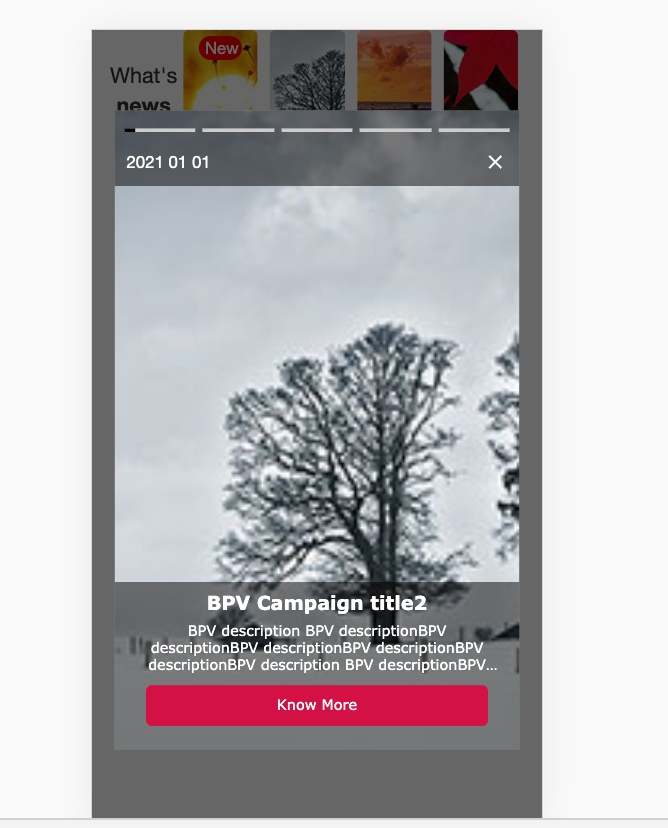 New
What's
news
2021 01 01
BPV Campaign title2
BPV description BPV descriptionBPV
descriptionBPV descriptionBPV descriptionBPV
descriptionBPV description BPV descriptionBPV...
Know More